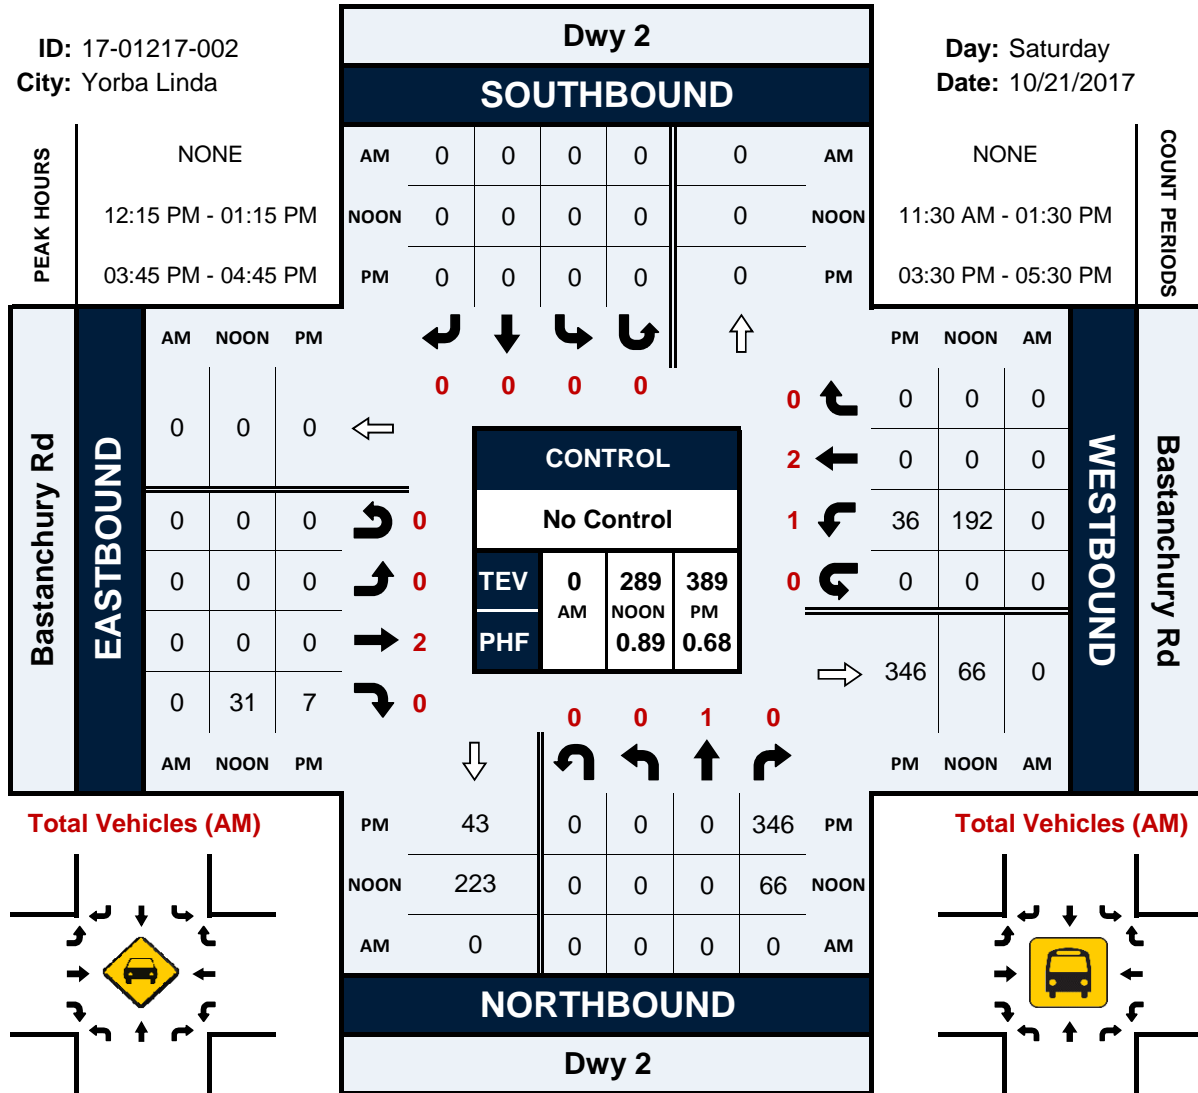 Dwy 2
ID: 17-01217-002
Day: Saturday
City: Yorba Linda
Date: 10/21/2017
SOUTHBOUND
PEAK HOURS
NONE
12:15 PM - 01:15 PM
03:45 PM - 04:45 PM
AM 0 0 0 0 0 AM
NOON 0 0 0 0 0 NOON
PM 0 0 0 0 0 PM
NONE
11:30 AM - 01:30 PM
03:30 PM - 05:30 PM
COUNT PERIODS
0 0 0 0
Bastanchury Rd
EASTBOUND
AM NOON PM
0 0 0
0 0 0 0
0 0 0 0
0 0 0 2
0 31 7 0
AM NOON PM
CONTROL
No Control
TEV 0 289 389
AM NOON PM
PHF 0.89 0.68
PM NOON AM
0 0 0 0
2 0 0 0
1 36 192 0
0 0 0 0
346 66 0
PM NOON AM
WESTBOUND
Bastanchury Rd
0 0 1 0
PM 43 0 0 0 346 PM
NOON 223 0 0 0 66 NOON
AM 0 0 0 0 0 AM
NORTHBOUND
Dwy 2
Total Vehicles (AM)
Total Vehicles (AM)